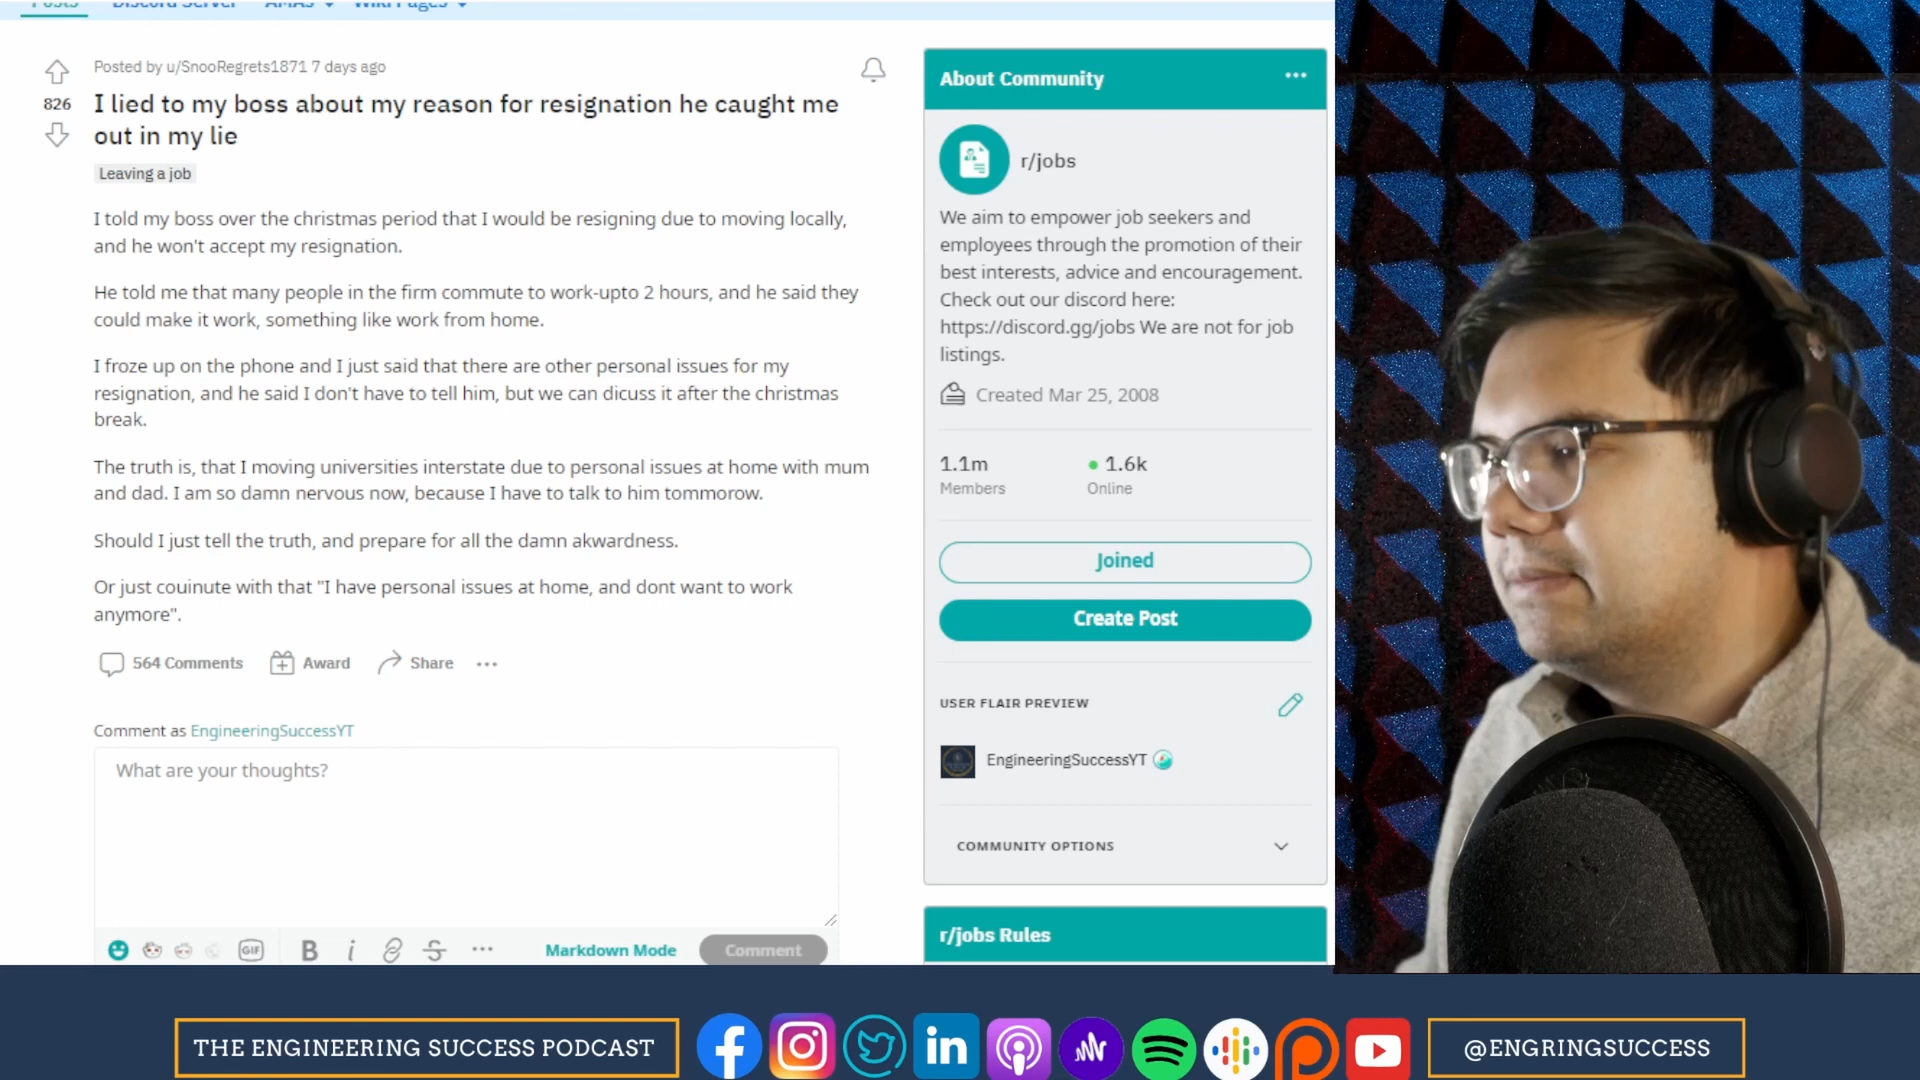 Posts Discord Server AMAS Wiki Pages
Posted by u/SnooRegrets1871 7 days ago
826
I lied to my boss about my reason for resignation he caught me
out in my lie
Leaving a job
I told my boss over the christmas period that I would be resigning due to moving locally,
and he won't accept my resignation.
He told me that many people in the firm commute to work-upto 2 hours, and he said they
could make it work, something like work from home.
I froze up on the phone and I just said that there are other personal issues for my
resignation, and he said I don't have to tell him, but we can dicuss it after the christmas
break.
The truth is, that I moving universities interstate due to personal issues at home with mum
and dad. I am so damn nervous now, because I have to talk to him tommorow.
Should I just tell the truth, and prepare for all the damn akwardness.
Or just couinute with that "I have personal issues at home, and dont want to work
anymore".
564 Comments Award Share
Comment as EngineeringSuccessYT
What are your thoughts?
GIF B i S Markdown Mode Comment
About Community
r/jobs
We aim to empower job seekers and
employees through the promotion of their
best interests, advice and encouragement.
Check out our discord here:
https://discord.gg/jobs We are not for job
listings.
Created Mar 25, 2008
1.1m 1.6k
Members Online
Joined
Create Post
USER FLAIR PREVIEW
EngineeringSuccessYT
COMMUNITY OPTIONS
r/jobs Rules
THE ENGINEERING SUCCESS PODCAST
in
@ENGRINGSUCCESS